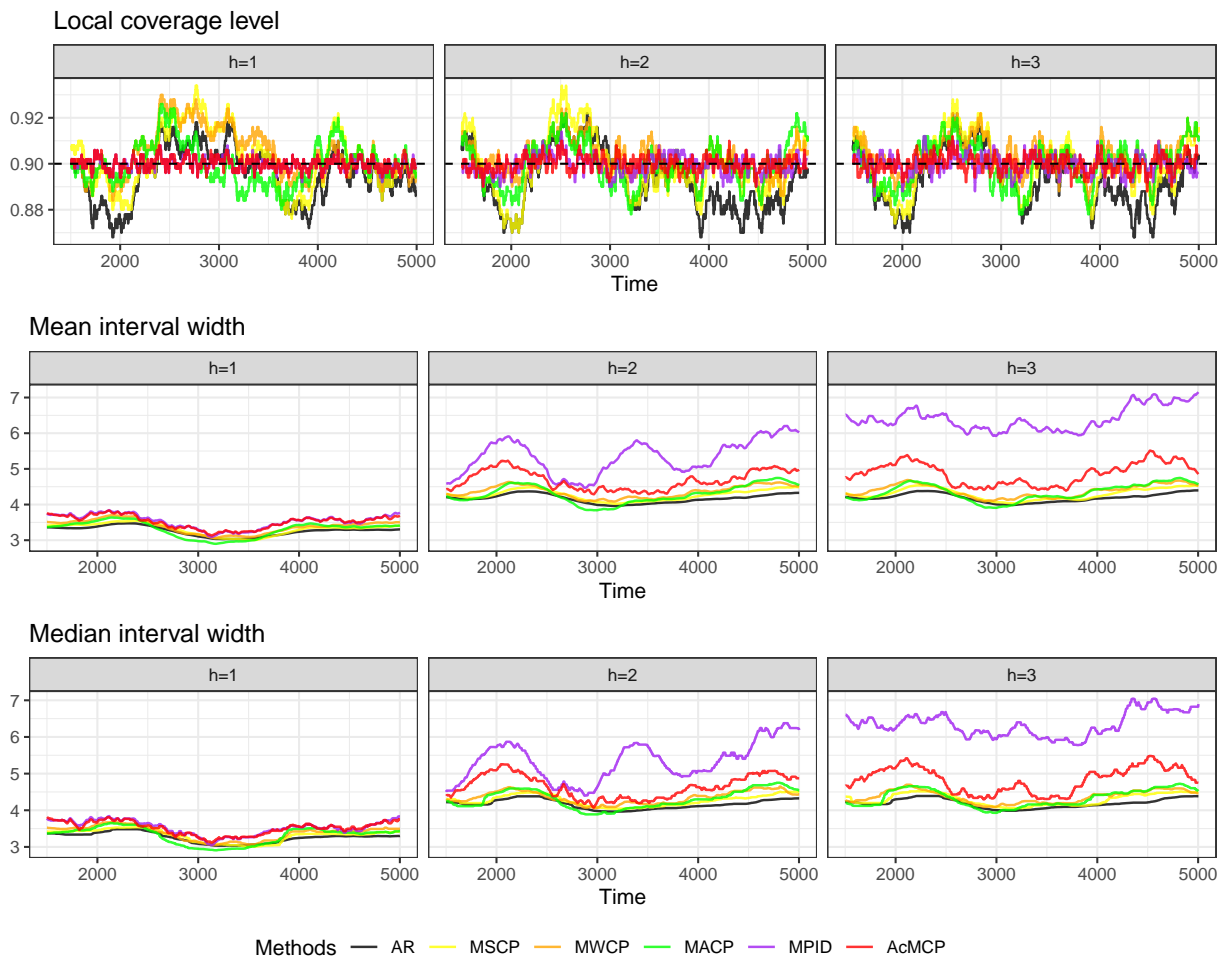 Local coverage level
h=1 h=2 h=3
0.92
0.90
0.88
2000 3000 4000 5000 2000 3000 4000 5000 2000 3000 4000 5000
Time
Mean interval width
h=1 h=2 h=3
7
6
5
4
3
2000 3000 4000 5000 2000 3000 4000 5000 2000 3000 4000 5000
Time
Median interval width
h=1 h=2 h=3
7
6
5
4
3
2000 3000 4000 5000 2000 3000 4000 5000 2000 3000 4000 5000
Time
Methods AR MSCP MWCP MACP MPID AcMCP